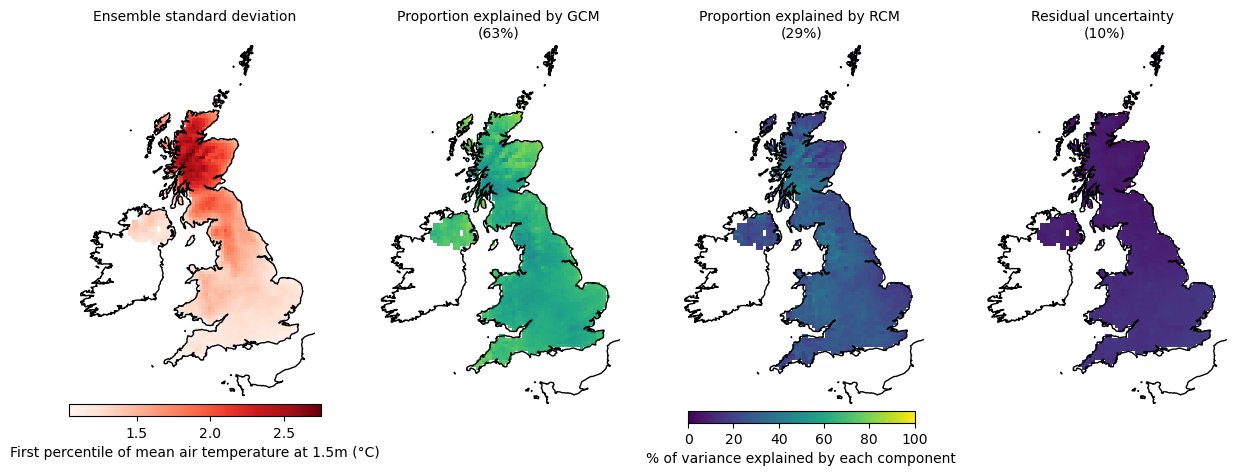 Ensemble standard deviation
Proportion explained by GCM
(63%)
Proportion explained by RCM
(29%)
Residual uncertainty
(10%)
1.5 2.0 2.5
First percentile of mean air temperature at 1.5m (°C)
0 20 40 60 80 100
% of variance explained by each component